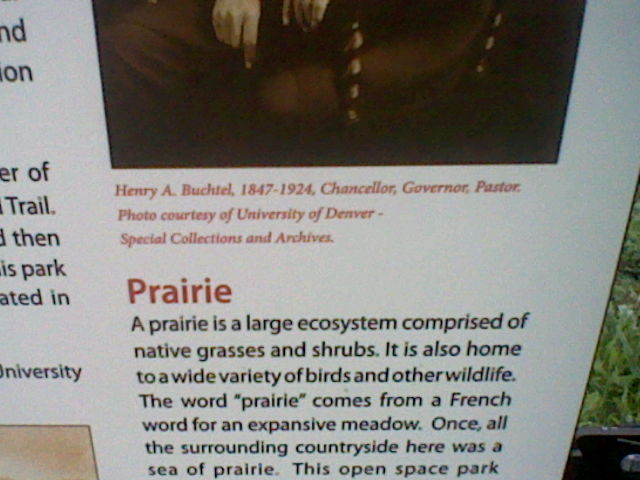 nd
ion
er of
Trail.
d then
is park
ated in
University
Henry A. Buchtel, 1847-1924, Chancellor, Governor, Pastor.
Photo courtesy of University of Denver -
Special Collections and Archives.
Prairie
A prairie is a large ecosystem comprised of
native grasses and shrubs. It is also home
to a wide variety of birds and other wildlife.
The word "prairie" comes from a French
word for an expansive meadow. Once, all
the surrounding countryside here was a
sea of prairie. This open space park